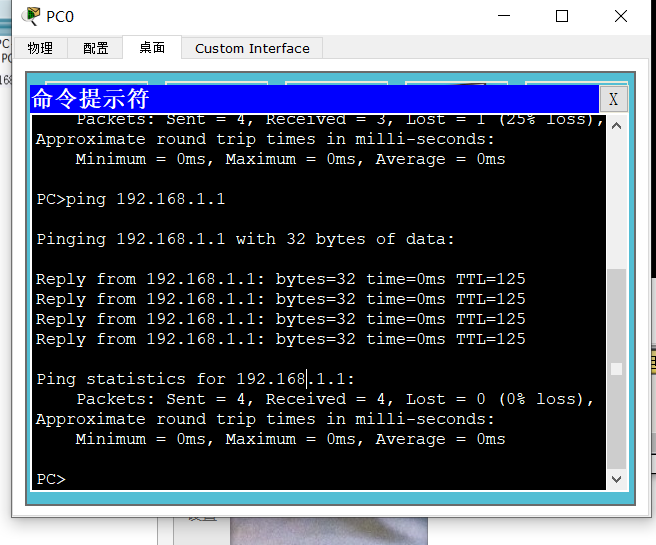 PC0
物理
配置
桌面
Custom Interface
PC
PC
168
命令提示符
X
Packets: Sent = 4, Received = 3, Lost = 1 (25% loss),
Approximate round trip times in milli-seconds:
Minimum = 0ms, Maximum = 0ms, Average = 0ms
PC>ping 192.168.1.1
Pinging 192.168.1.1 with 32 bytes of data:
Reply from 192.168.1.1: bytes=32 time=0ms TTL=125
Reply from 192.168.1.1: bytes=32 time=0ms TTL=125
Reply from 192.168.1.1: bytes=32 time=0ms TTL=125
Reply from 192.168.1.1: bytes=32 time=0ms TTL=125
Ping statistics for 192.168.1.1:
Packets: Sent = 4, Received = 4, Lost = 0 (0% loss),
Approximate round trip times in milli-seconds:
Minimum = 0ms, Maximum = 0ms, Average = 0ms
PC>